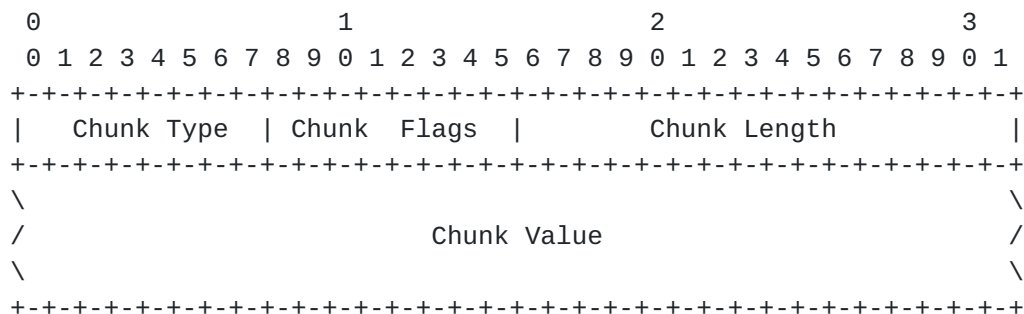 0                   1                   2                   3
 0 1 2 3 4 5 6 7 8 9 0 1 2 3 4 5 6 7 8 9 0 1 2 3 4 5 6 7 8 9 0 1
+-+-+-+-+-+-+-+-+-+-+-+-+-+-+-+-+-+-+-+-+-+-+-+-+-+-+-+-+-+-+-+-+
|   Chunk Type  | Chunk  Flags  |        Chunk Length           |
+-+-+-+-+-+-+-+-+-+-+-+-+-+-+-+-+-+-+-+-+-+-+-+-+-+-+-+-+-+-+-+-+
\                                                               \
/                          Chunk Value                          /
\                                                               \
+-+-+-+-+-+-+-+-+-+-+-+-+-+-+-+-+-+-+-+-+-+-+-+-+-+-+-+-+-+-+-+-+